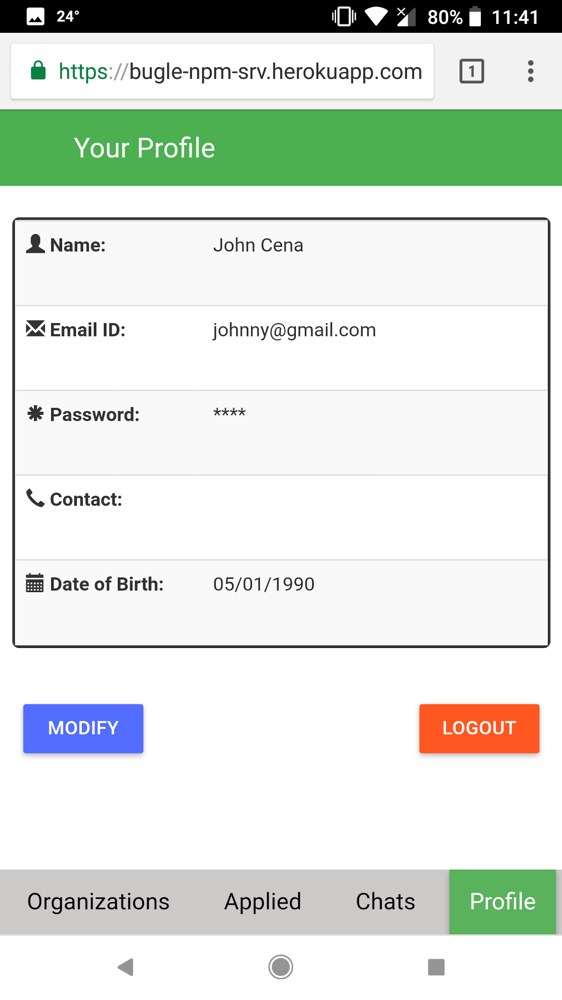 24° 80% 11:41
https://bugle-npm-srv.herokuapp.com 1
Your Profile
Name: John Cena
Email ID: johnny@gmail.com
Password: ****
Contact:
Date of Birth: 05/01/1990
MODIFY LOGOUT
Organizations Applied Chats Profile